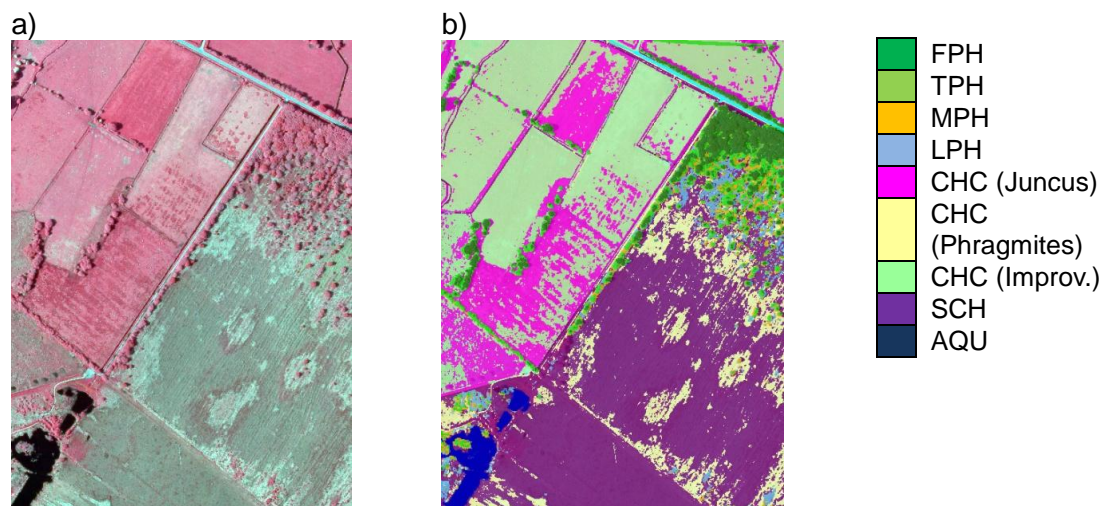 a)
b)
FPH
TPH
MPH
LPH
CHC (Juncus)
CHC
(Phragmites)
CHC (Improv.)
SCH
AQU